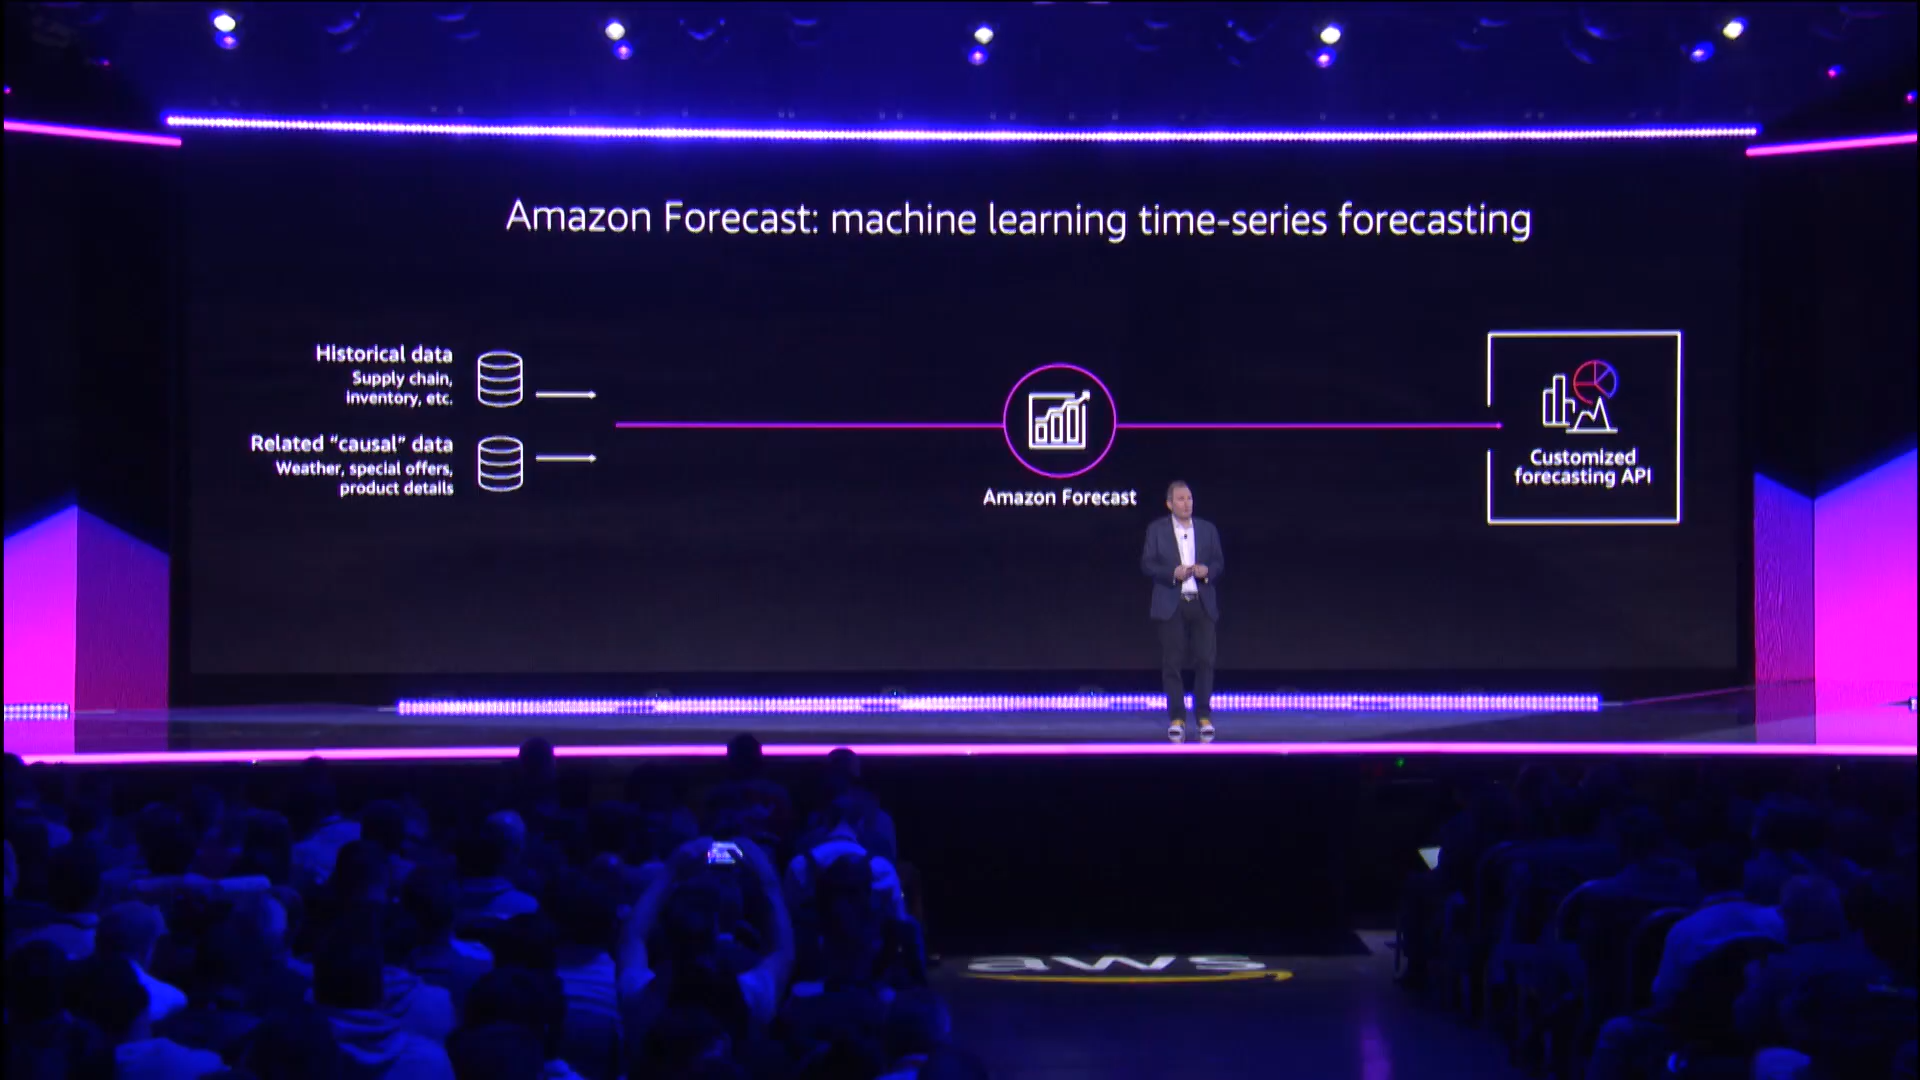 Amazon Forecast: machine learning time-series forecasting
Historical data
Supply chain,
inventory, etc.
Related “causal” data
Weather, special offers,
product details
Amazon Forecast
Customized
forecasting API
aws